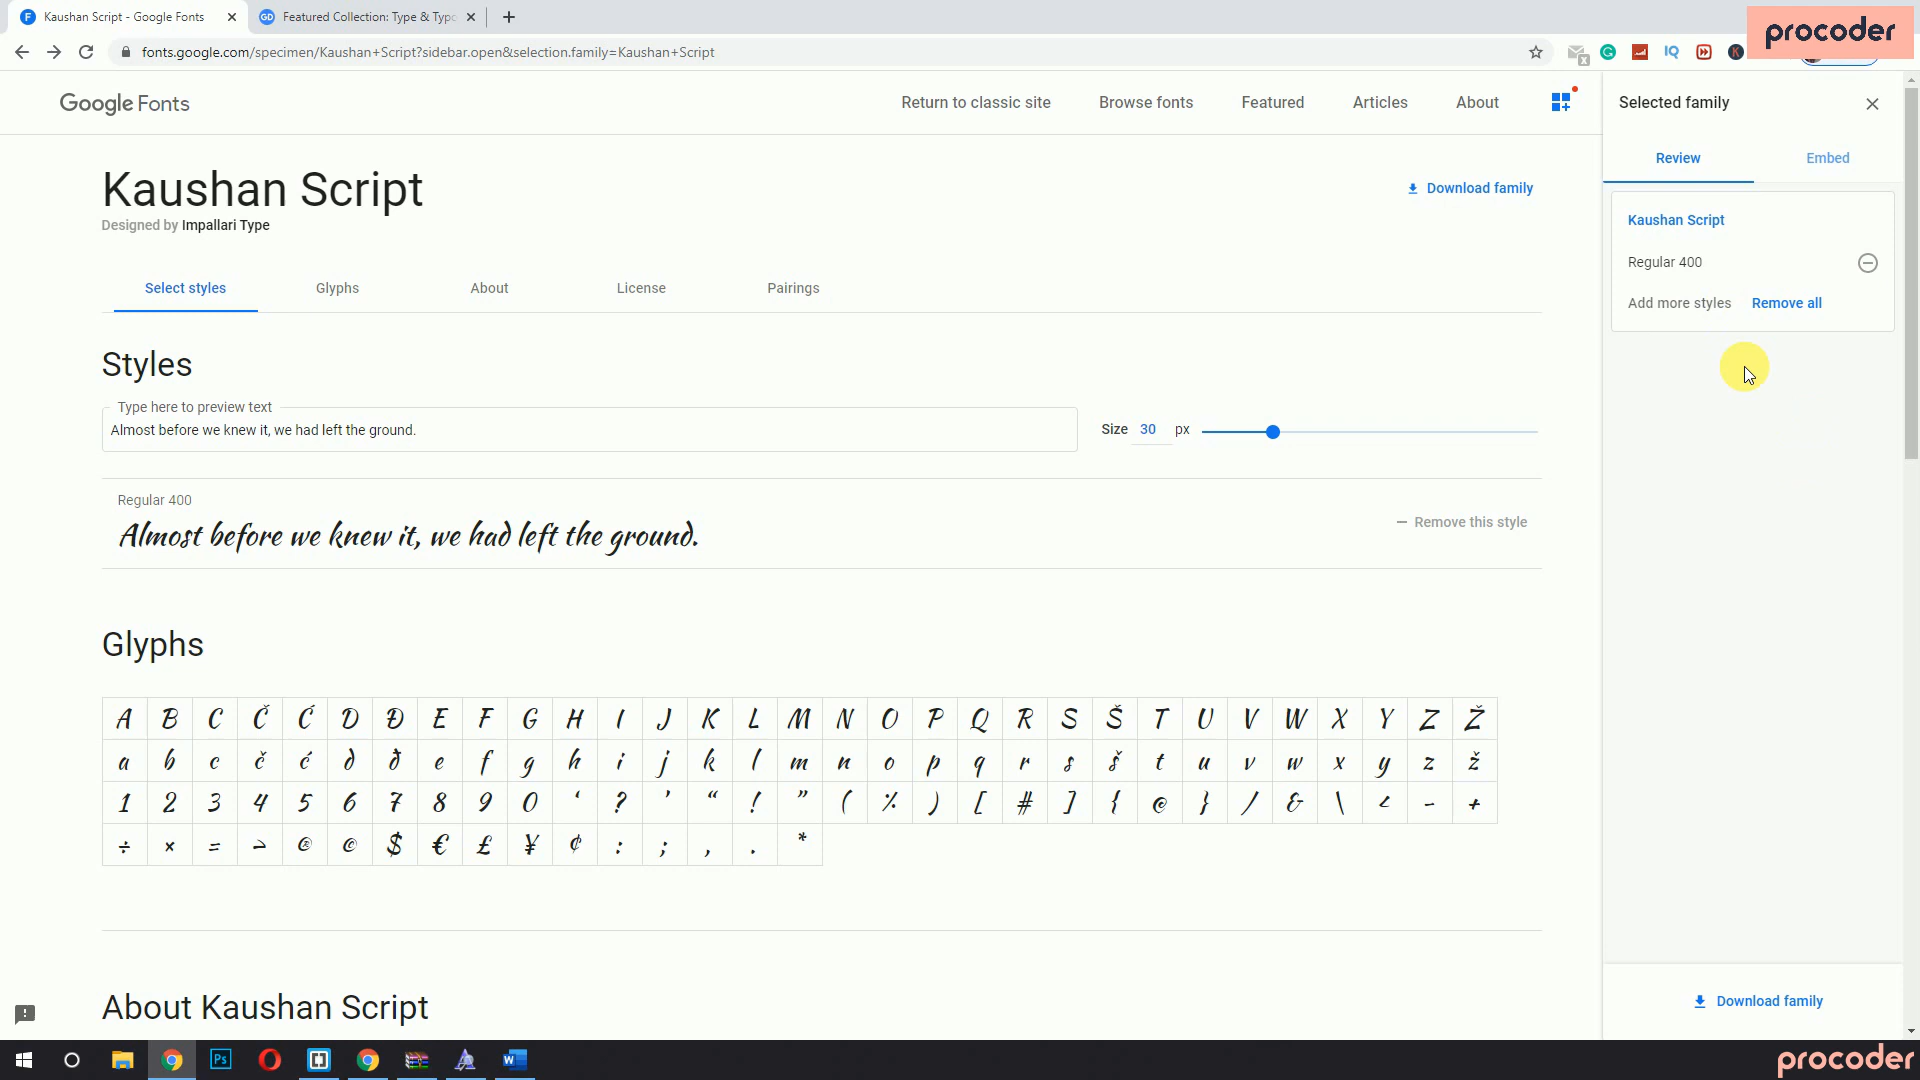 Kaushan Script - Google Fonts
Featured Collection: Type & Typo
procoder
fonts.google.com/specimen/Kaushan+Script?sidebar.open&selection.family=Kaushan+Script
IQ
Google Fonts
Return to classic site
Browse fonts
Featured
Articles
About
Selected family
Review
Embed
Kaushan Script
Designed by Impallari Type
Download family
Kaushan Script
Regular 400
Add more styles
Remove all
Select styles
Glyphs
About
License
Pairings
Styles
Type here to preview text
Almost before we knew it, we had left the ground.
Size 30 px
Regular 400
Almost before we knew it, we had left the ground.
Remove this style
Glyphs
A B C Č Ć D Đ E F G H I J K L M N O P Q R S Š T U V W X Y Z Ž
a b c č ć d đ e f g h i j k l m n o p q r s š t u v w x y z ž
1 2 3 4 5 6 7 8 9 0 ‘ ? ’ “ ! ” ( % ) [ # ] { @ } / & \ < - +
÷ × = > ® © $ € £ ¥ ¢ : ; , . *
About Kaushan Script
Download family
Ps
procoder